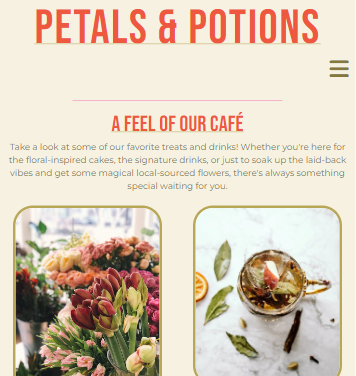 PETALS & POTIONS
A FEEL OF OUR CAFÉ
Take a look at some of our favorite treats and drinks! Whether you're here for
the floral-inspired cakes, the signature drinks, or just to soak up the laid-back
vibes and get some magical local-sourced flowers, there's always something
special waiting for you.